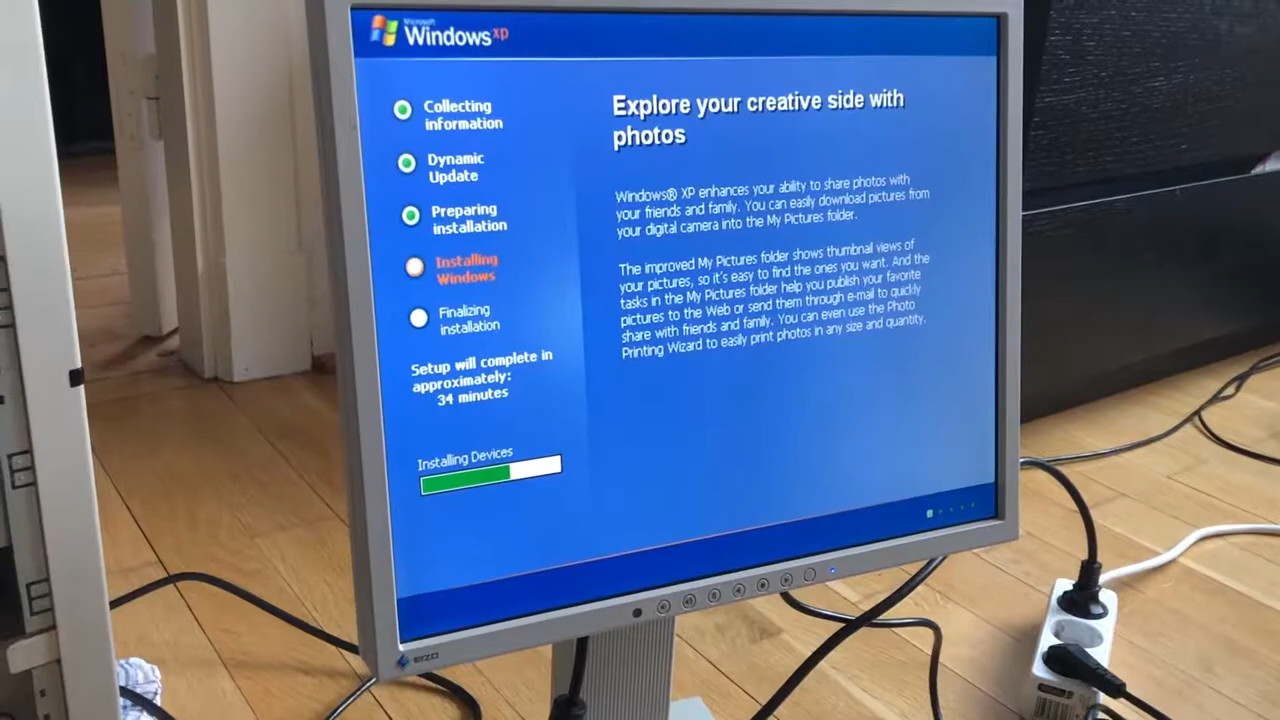 Microsoft
Windows xp
Collecting
information
Dynamic
Update
Preparing
installation
Installing
Windows
Finalizing
installation
Setup will complete in
approximately:
34 minutes
Installing Devices
Explore your creative side with
photos
Windows® XP enhances your ability to share photos with
your friends and family. You can easily download pictures from
your digital camera into the My Pictures folder.
The improved My Pictures folder shows thumbnail views of
your pictures, so it's easy to find the ones you want. And the
tasks in the My Pictures folder help you publish your favorite
pictures to the Web or send them through e-mail to quickly
share with friends and family. You can even use the Photo
Printing Wizard to easily print photos in any size and quantity.
EIZO